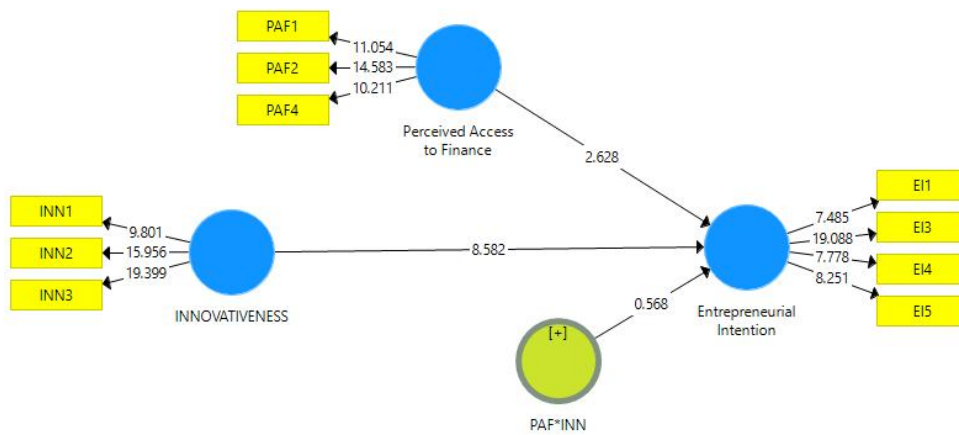 PAF1
11.054
PAF2
14.583
PAF4
10.211
Perceived Access
to Finance
2.628
EI1
7.485
EI3
19.088
EI4
7.778
EI5
8.251
INN1
9.801
INN2
15.956
INN3
19.399
8.582
INNOVATIVENESS
Entrepreneurial
Intention
0.568
[+]
PAF*INN